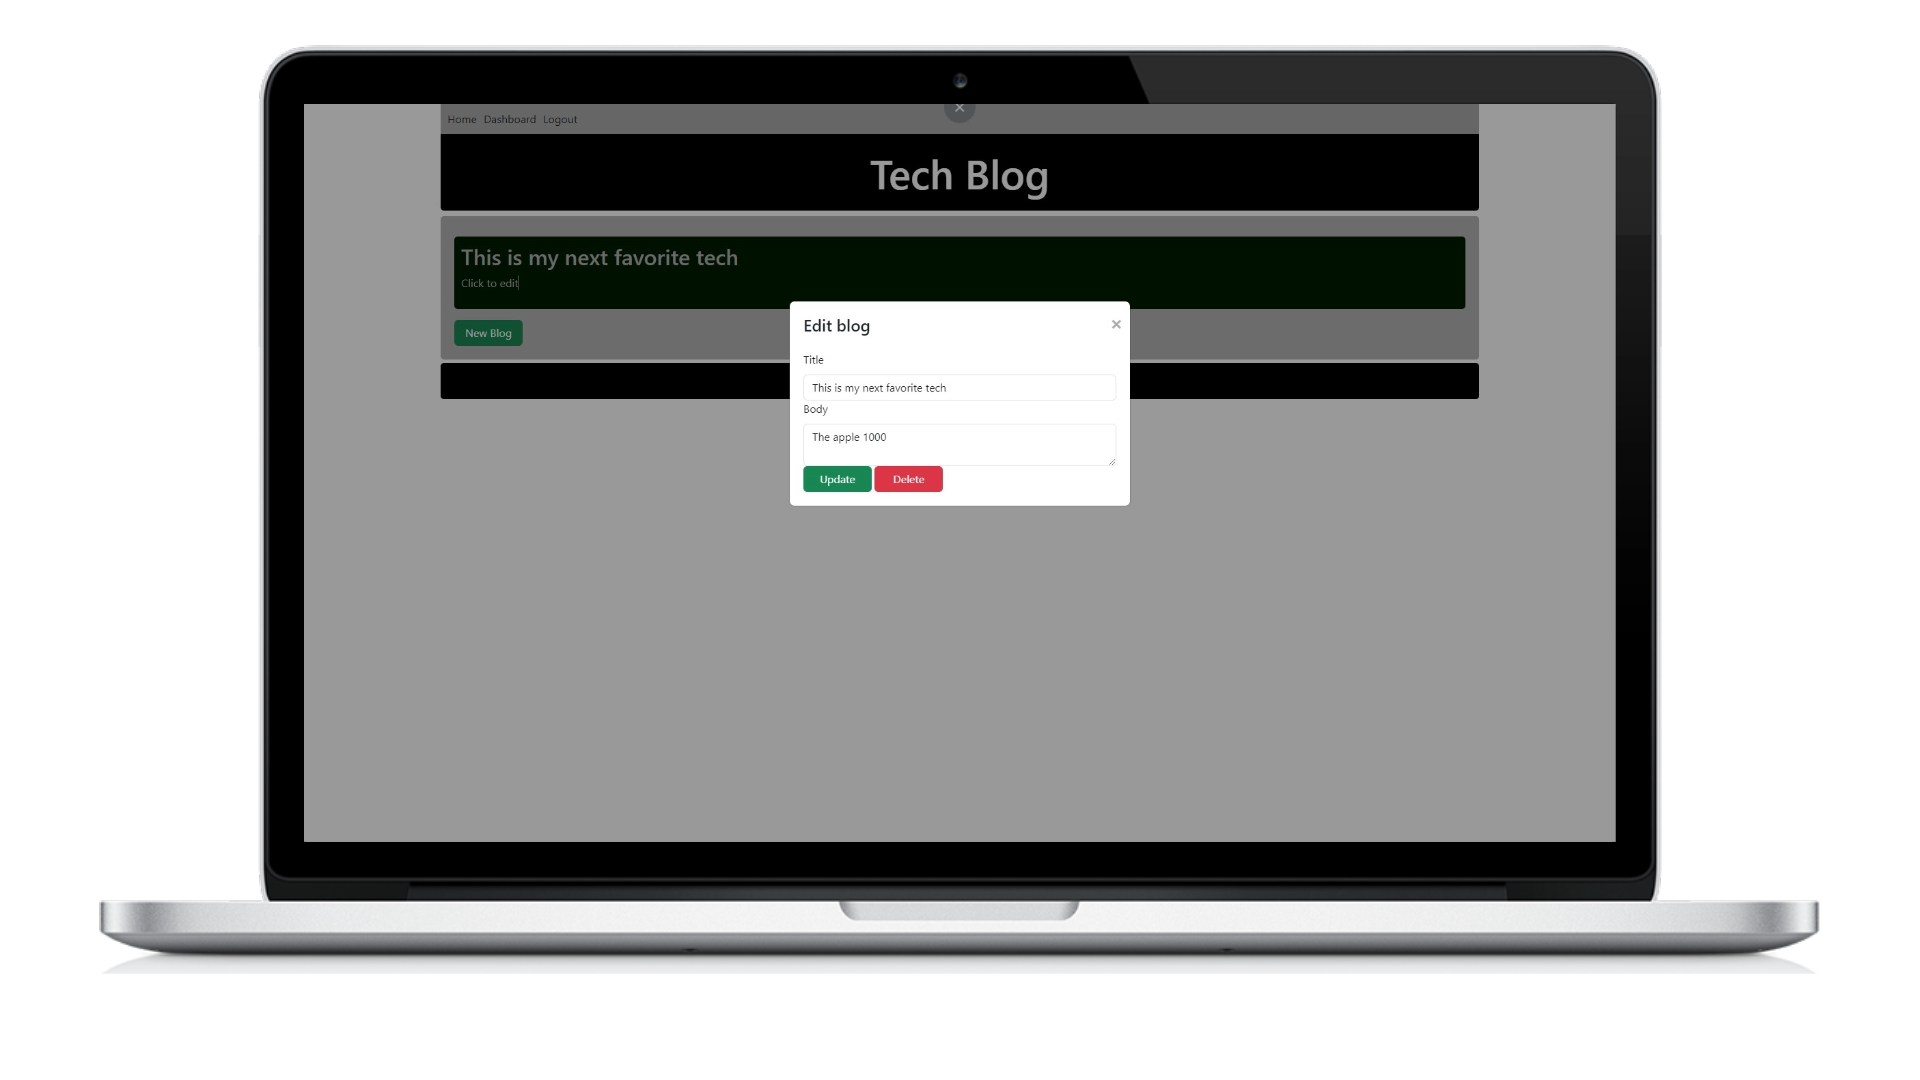 Home Dashboard Logout
Tech Blog
This is my next favorite tech
Click to edit
New Blog
Edit blog
Title
This is my next favorite tech
Body
The apple 1000
Update Delete